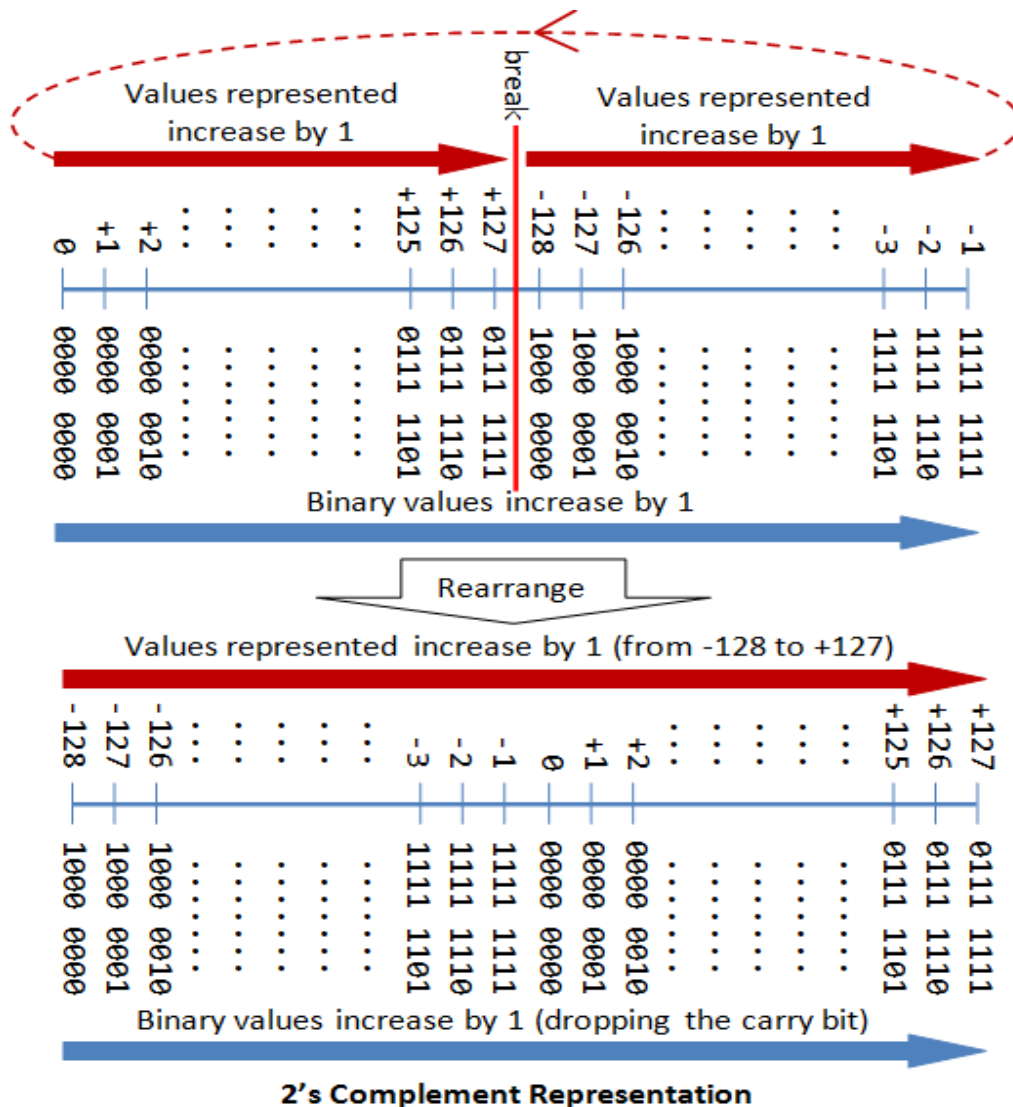 break
Values represented
increase by 1
Values represented
increase by 1
0 +1 +2 ... ... ... ... ... +125 +126 +127 -128 -127 -126 ... ... ... ... ... -3 -2 -1
0000 0000
0000 0001
0000 0010
0111 1101
0111 1110
0111 1111
1000 0000
1000 0001
1000 0010
1111 1101
1111 1110
1111 1111
Binary values increase by 1
Rearrange
Values represented increase by 1 (from -128 to +127)
-128 -127 -126 ... ... ... ... ... -3 -2 -1 0 +1 +2 ... ... ... ... ... +125 +126 +127
1000 0000
1000 0001
1000 0010
1111 1101
1111 1110
1111 1111
0000 0000
0000 0001
0000 0010
0111 1101
0111 1110
0111 1111
Binary values increase by 1 (dropping the carry bit)
2's Complement Representation